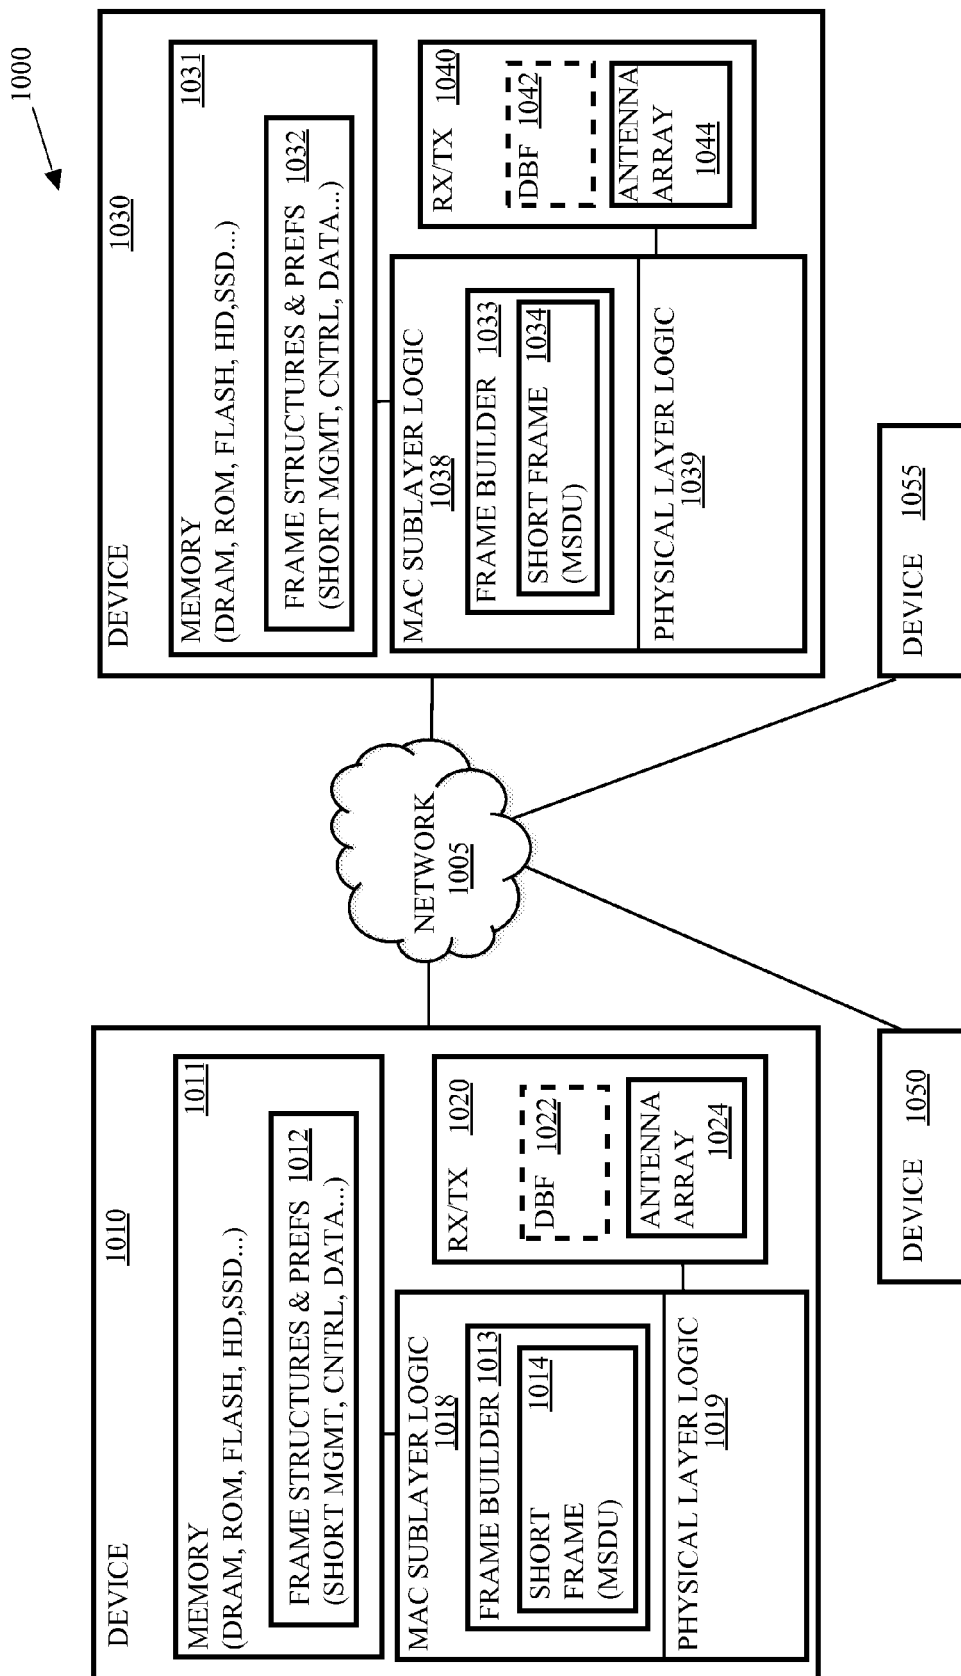 1000
DEVICE 1010
MEMORY 1011
(DRAM, ROM, FLASH, HD,SSD...)
FRAME STRUCTURES & PREFS 1012
(SHORT MGMT, CNTRL, DATA...)
MAC SUBLAYER LOGIC
1018
FRAME BUILDER 1013
SHORT 1014
FRAME
(MSDU)
PHYSICAL LAYER LOGIC
1019
RX/TX 1020
DBF 1022
ANTENNA
ARRAY
1024
NETWORK
1005
DEVICE 1030
MEMORY 1031
(DRAM, ROM, FLASH, HD,SSD...)
FRAME STRUCTURES & PREFS 1032
(SHORT MGMT, CNTRL, DATA...)
MAC SUBLAYER LOGIC
1038
FRAME BUILDER 1033
SHORT FRAME 1034
(MSDU)
PHYSICAL LAYER LOGIC
1039
RX/TX 1040
DBF 1042
ANTENNA
ARRAY
1044
DEVICE 1050
DEVICE 1055